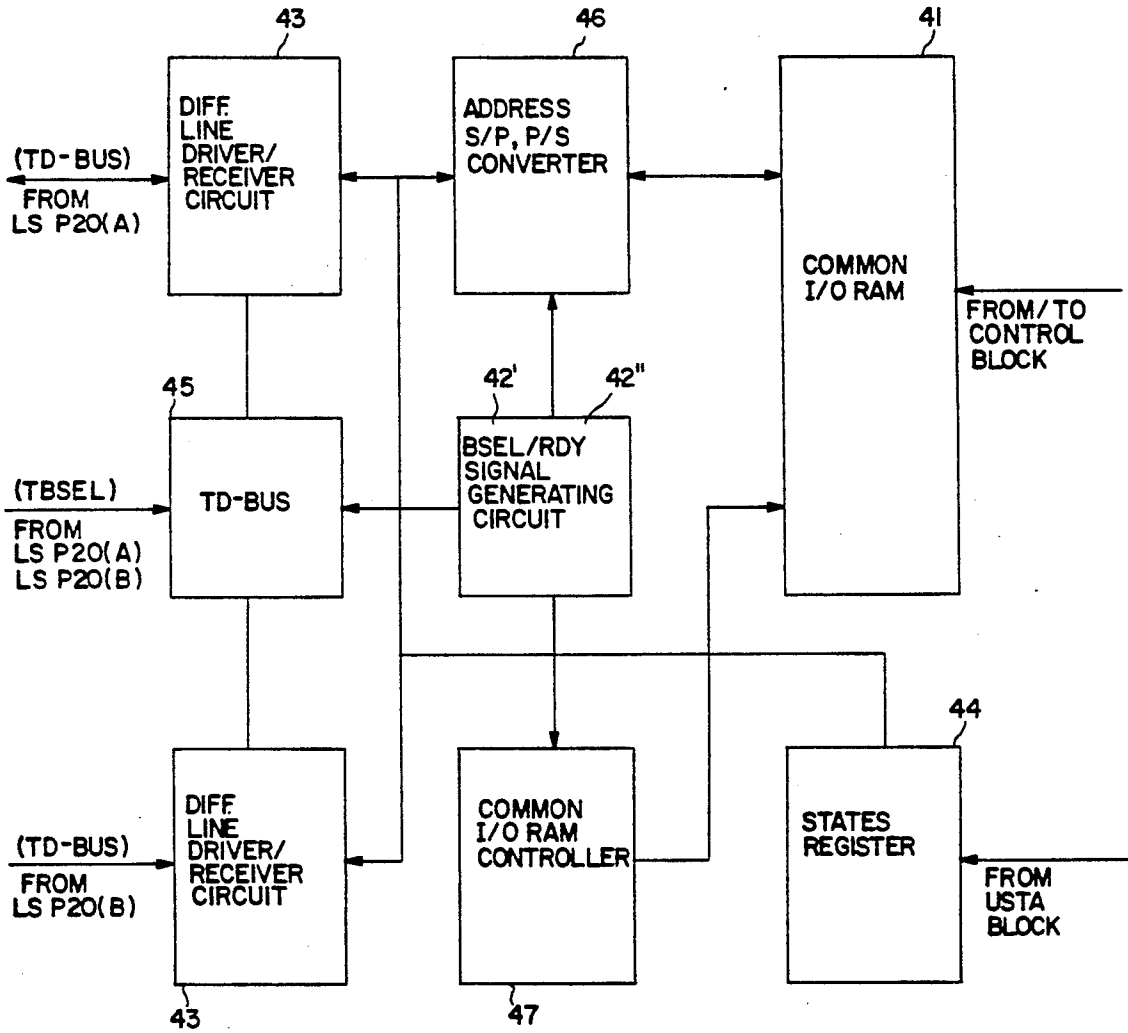 43
46
41
DIFF.
LINE
DRIVER/
RECEIVER
CIRCUIT
ADDRESS
S/P, P/S
CONVERTER
COMMON
I/O RAM
(TD-BUS)
FROM
LS P20(A)
FROM/TO
CONTROL
BLOCK
45
42'
42"
TD-BUS
BSEL/RDY
SIGNAL
GENERATING
CIRCUIT
(TBSEL)
FROM
LS P20(A)
LS P20(B)
44
DIFF.
LINE
DRIVER/
RECEIVER
CIRCUIT
COMMON
I/O RAM
CONTROLLER
STATES
REGISTER
(TD-BUS)
FROM
LS P20(B)
FROM
USTA
BLOCK
43
47